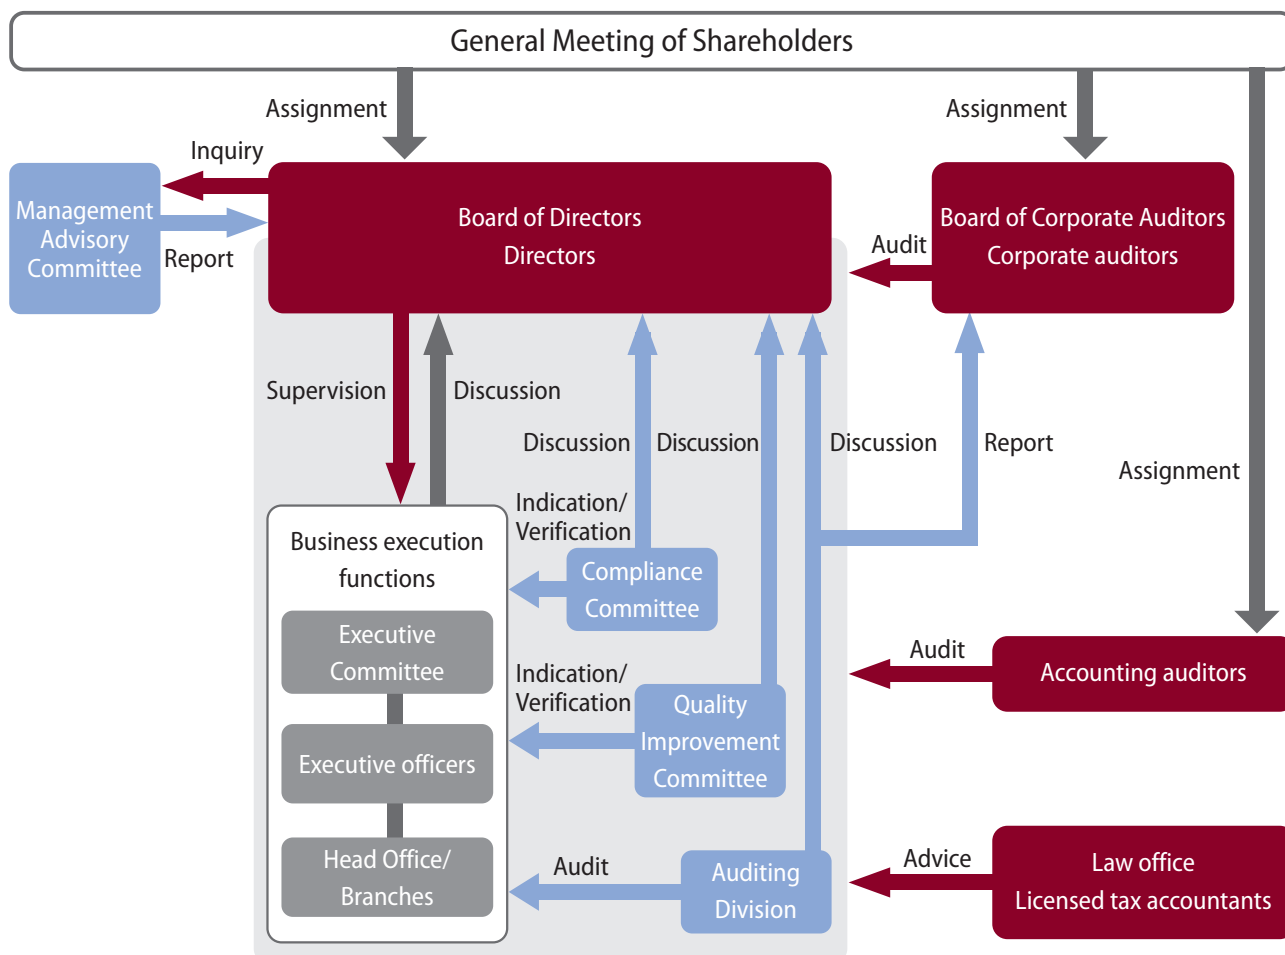 General Meeting of Shareholders
Assignment
Assignment
Inquiry
Management
Advisory
Committee
Report
Board of Directors
Directors
Board of Corporate Auditors
Corporate auditors
Audit
Supervision
Discussion
Discussion
Discussion
Discussion
Report
Assignment
Indication/
Verification
Business execution
functions
Compliance
Committee
Executive
Committee
Indication/
Verification
Quality
Improvement
Committee
Audit
Accounting auditors
Executive officers
Head Office/
Branches
Audit
Auditing
Division
Advice
Law office
Licensed tax accountants